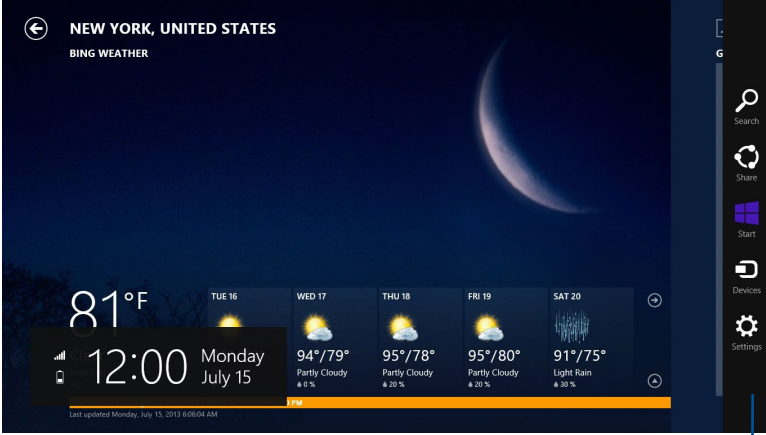 NEW YORK, UNITED STATES
BING WEATHER
G
Search
Share
Start
Devices
Settings
81°F
TUE 16
WED 17
94°/79°
Partly Cloudy
0 %
THU 18
95°/78°
Partly Cloudy
20 %
FRI 19
95°/80°
Partly Cloudy
20 %
SAT 20
91°/75°
Light Rain
30 %
12:00
Monday
July 15
PM
Last updated Monday, July 15, 2013 6:06:04 AM